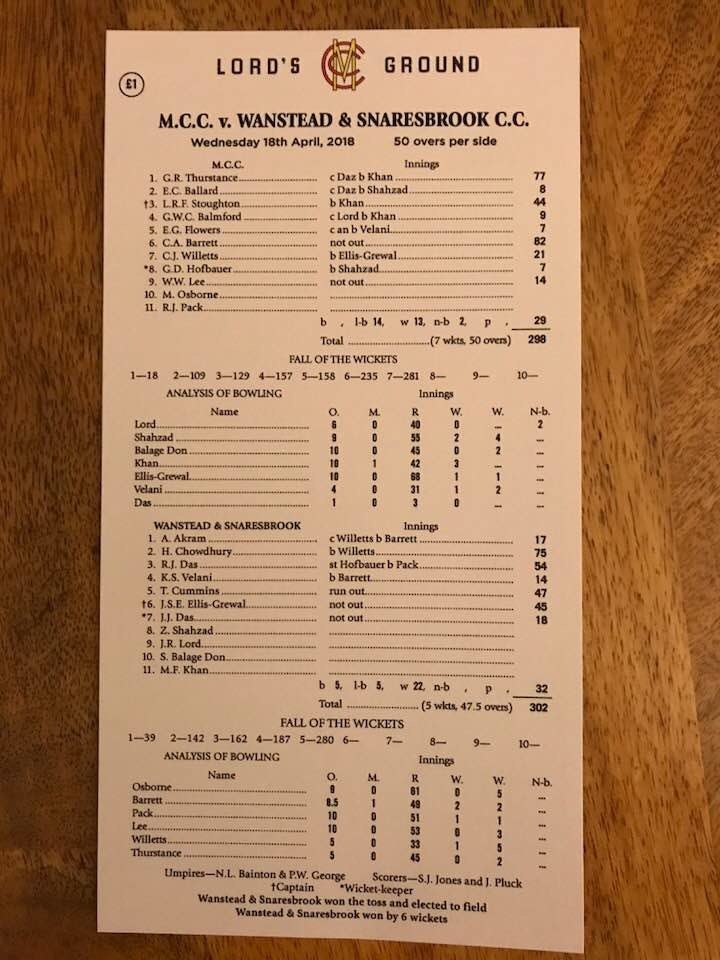 LORD'S MCC GROUND
£1
M.C.C. v. WANSTEAD & SNARESBROOK C.C.
Wednesday 18th April, 2018 50 overs per side
M.C.C. Innings
1. G.R. Thurstance c Daz b Khan 77
2. E.C. Ballard c Daz b Shahzad 8
†3. L.R.F. Stoughton b Khan 44
4. G.W.C. Balmford c Lord b Khan 9
5. E.G. Flowers c an b Velani 7
6. C.A. Barrett not out 82
7. C.J. Willetts b Ellis-Grewal 21
*8. G.D. Hofbauer b Shahzad 7
9. W.W. Lee not out 14
10. M. Osborne
11. R.J. Pack
b , l-b 14, w 13, n-b 2, p , 29
Total (7 wkts, 50 overs) 298
FALL OF THE WICKETS
1—18 2—109 3—129 4—157 5—158 6—235 7—281 8— 9— 10—
ANALYSIS OF BOWLING Innings
Name O. M. R W. W. N-b.
Lord 6 0 40 0 ... 2
Shahzad 9 0 55 2 4 ...
Balage Don 10 0 45 0 2 ...
Khan 10 1 42 3 ... ...
Ellis-Grewal 10 0 68 1 1 ...
Velani 4 0 31 1 2 ...
Das 1 0 3 0 ... ...
WANSTEAD & SNARESBROOK Innings
1. A. Akram c Willetts b Barrett 17
2. H. Chowdhury b Willetts 75
3. R.J. Das st Hofbauer b Pack 54
4. K.S. Velani b Barrett 14
5. T. Cummins run out 47
†6. J.S.E. Ellis-Grewal not out 45
*7. J.J. Das not out 18
8. Z. Shahzad
9. J.R. Lord
10. S. Balage Don
11. M.F. Khan
b 5, l-b 5, w 22, n-b , p , 32
Total (5 wkts, 47.5 overs) 302
FALL OF THE WICKETS
1—39 2—142 3—162 4—187 5—280 6— 7— 8— 9— 10—
ANALYSIS OF BOWLING Innings
Name O. M. R W. W. N-b.
Osborne 9 0 61 0 5 ...
Barrett 8.5 1 49 2 2 ...
Pack 10 0 51 1 1 ...
Lee 10 0 53 0 3 ...
Willetts 5 0 33 1 5 ...
Thurstance 5 0 45 0 2 ...
Umpires—N.L. Bainton & P.W. George Scorers—S.J. Jones and J. Pluck
†Captain *Wicket-keeper
Wanstead & Snaresbrook won the toss and elected to field
Wanstead & Snaresbrook won by 6 wickets